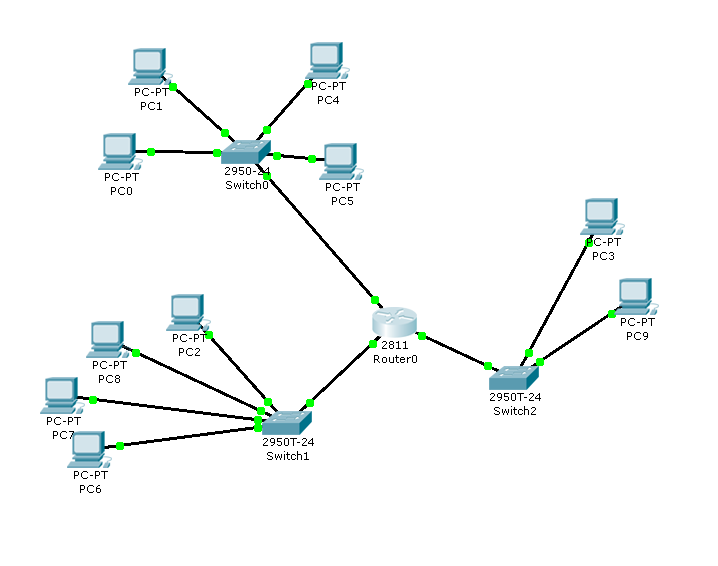 PC-PT
PC1
PC-PT
PC4
PC-PT
PC0
2950-24
Switch0
PC-PT
PC5
PC-PT
PC3
PC-PT
PC9
PC-PT
PC2
PC-PT
PC8
2811
Router0
2950T-24
Switch2
PC-PT
PC7
2950T-24
Switch1
PC-PT
PC6